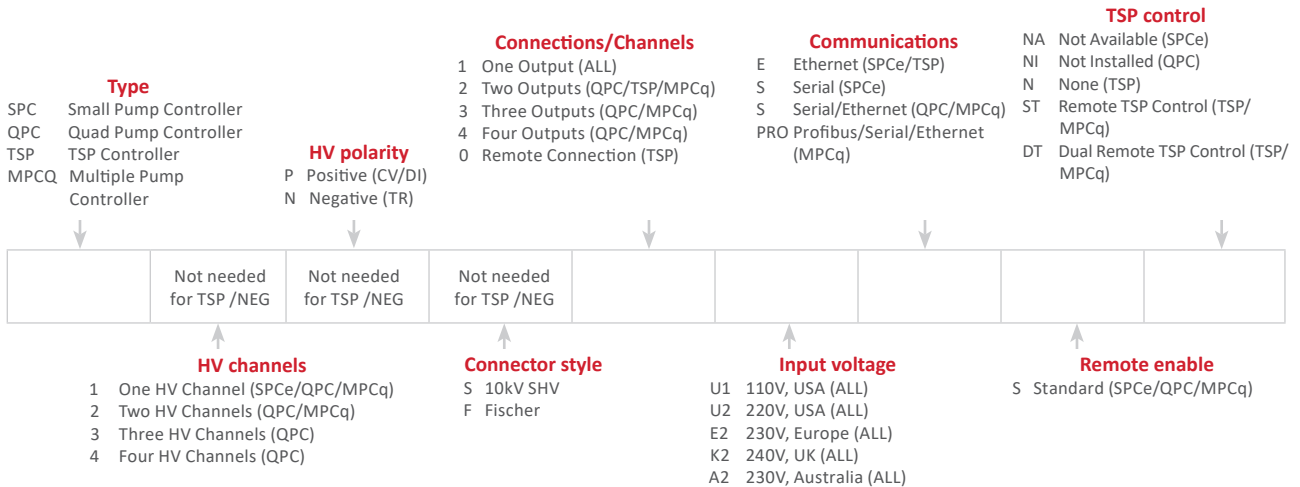 Type
SPC Small Pump Controller
QPC Quad Pump Controller
TSP TSP Controller
MPCQ Multiple Pump
Controller
HV polarity
P Positive (CV/DI)
N Negative (TR)
Connections/Channels
1 One Output (ALL)
2 Two Outputs (QPC/TSP/MPCq)
3 Three Outputs (QPC/MPCq)
4 Four Outputs (QPC/MPCq)
0 Remote Connection (TSP)
Communications
E Ethernet (SPCe/TSP)
S Serial (SPCe)
S Serial/Ethernet (QPC/MPCq)
PRO Profibus/Serial/Ethernet
(MPCq)
TSP control
NA Not Available (SPCe)
NI Not Installed (QPC)
N None (TSP)
ST Remote TSP Control (TSP/
MPCq)
DT Dual Remote TSP Control (TSP/
MPCq)
Not needed
for TSP /NEG
Not needed
for TSP /NEG
Not needed
for TSP /NEG
HV channels
1 One HV Channel (SPCe/QPC/MPCq)
2 Two HV Channels (QPC/MPCq)
3 Three HV Channels (QPC)
4 Four HV Channels (QPC)
Connector style
S 10kV SHV
F Fischer
Input voltage
U1 110V, USA (ALL)
U2 220V, USA (ALL)
E2 230V, Europe (ALL)
K2 240V, UK (ALL)
A2 230V, Australia (ALL)
Remote enable
S Standard (SPCe/QPC/MPCq)